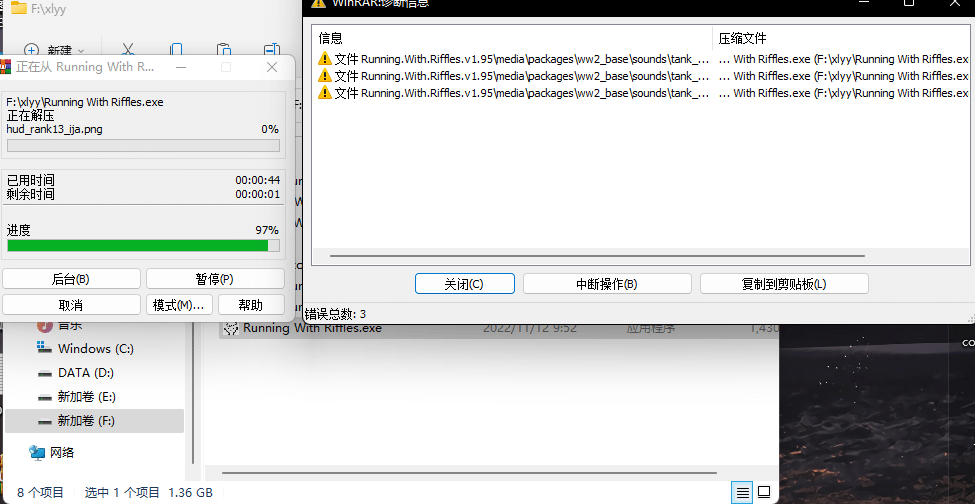 F:\xlyy
新建
正在从 Running With R...
F:\xlyy\Running With Riffles.exe
正在解压
hud_rank13_ija.png
0%
已用时间
00:00:44
剩余时间
00:00:01
进度
97%
后台(B)
暂停(P)
取消
模式(M)...
帮助
WinRAR:诊断信息
信息
压缩文件
文件 Running.With.Riffles.v1.95\media\packages\ww2_base\sounds\tank_...
... With Riffles.exe (F:\xlyy\Running With Riffles.exe
文件 Running.With.Riffles.v1.95\media\packages\ww2_base\sounds\tank_...
... With Riffles.exe (F:\xlyy\Running With Riffles.exe
文件 Running.With.Riffles.v1.95\media\packages\ww2_base\sounds\tank_...
... With Riffles.exe (F:\xlyy\Running With Riffles.exe
关闭(C)
中断操作(B)
复制到剪贴板(L)
错误总数: 3
音乐
Running With Riffles.exe
2022/11/12 9:52
应用程序
1,430
Windows (C:)
DATA (D:)
新加卷 (E:)
新加卷 (F:)
网络
8 个项目
选中 1 个项目 1.36 GB